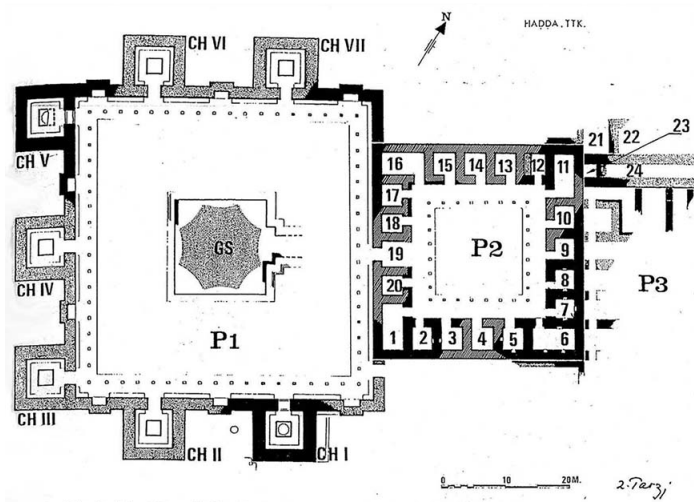 HADDA, TTK.
N
CH VI
CH VII
CH V
CH IV
CH III
CH II
CH I
GS
P1
P2
P3
16
15
14
13
12
11
21
22
23
24
17
18
19
20
10
9
8
7
1
2
3
4
5
6
0
10
20M.
Z. Tarzi